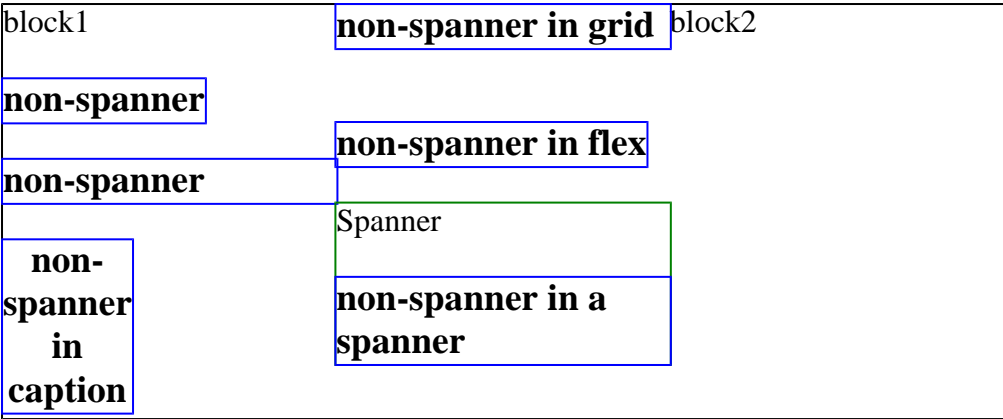 block1
non-spanner
non-spanner
non-
spanner
in
caption
non-spanner in grid
non-spanner in flex
Spanner
non-spanner in a
spanner
block2